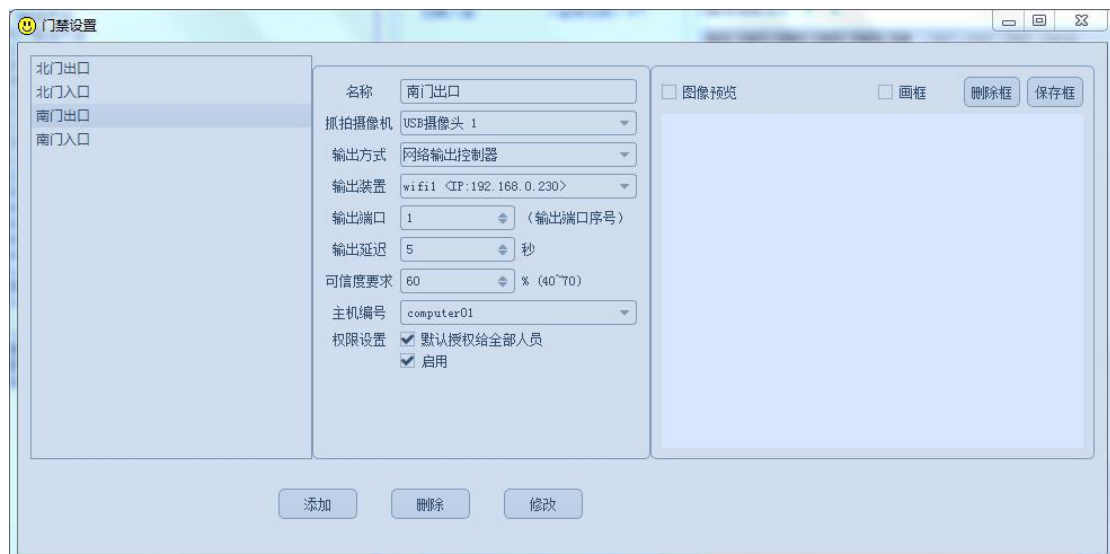 门禁设置
北门出口
北门入口
南门出口
南门入口
名称 南门出口
抓拍摄像机 USB摄像头 1
输出方式 网络输出控制器
输出装置 wifi1 <IP:192.168.0.230>
输出端口 1 (输出端口序号)
输出延迟 5 秒
可信度要求 60 % (40~70)
主机编号 computer01
权限设置 默认授权给全部人员
启用
图像预览 画框 删除框 保存框
添加 删除 修改